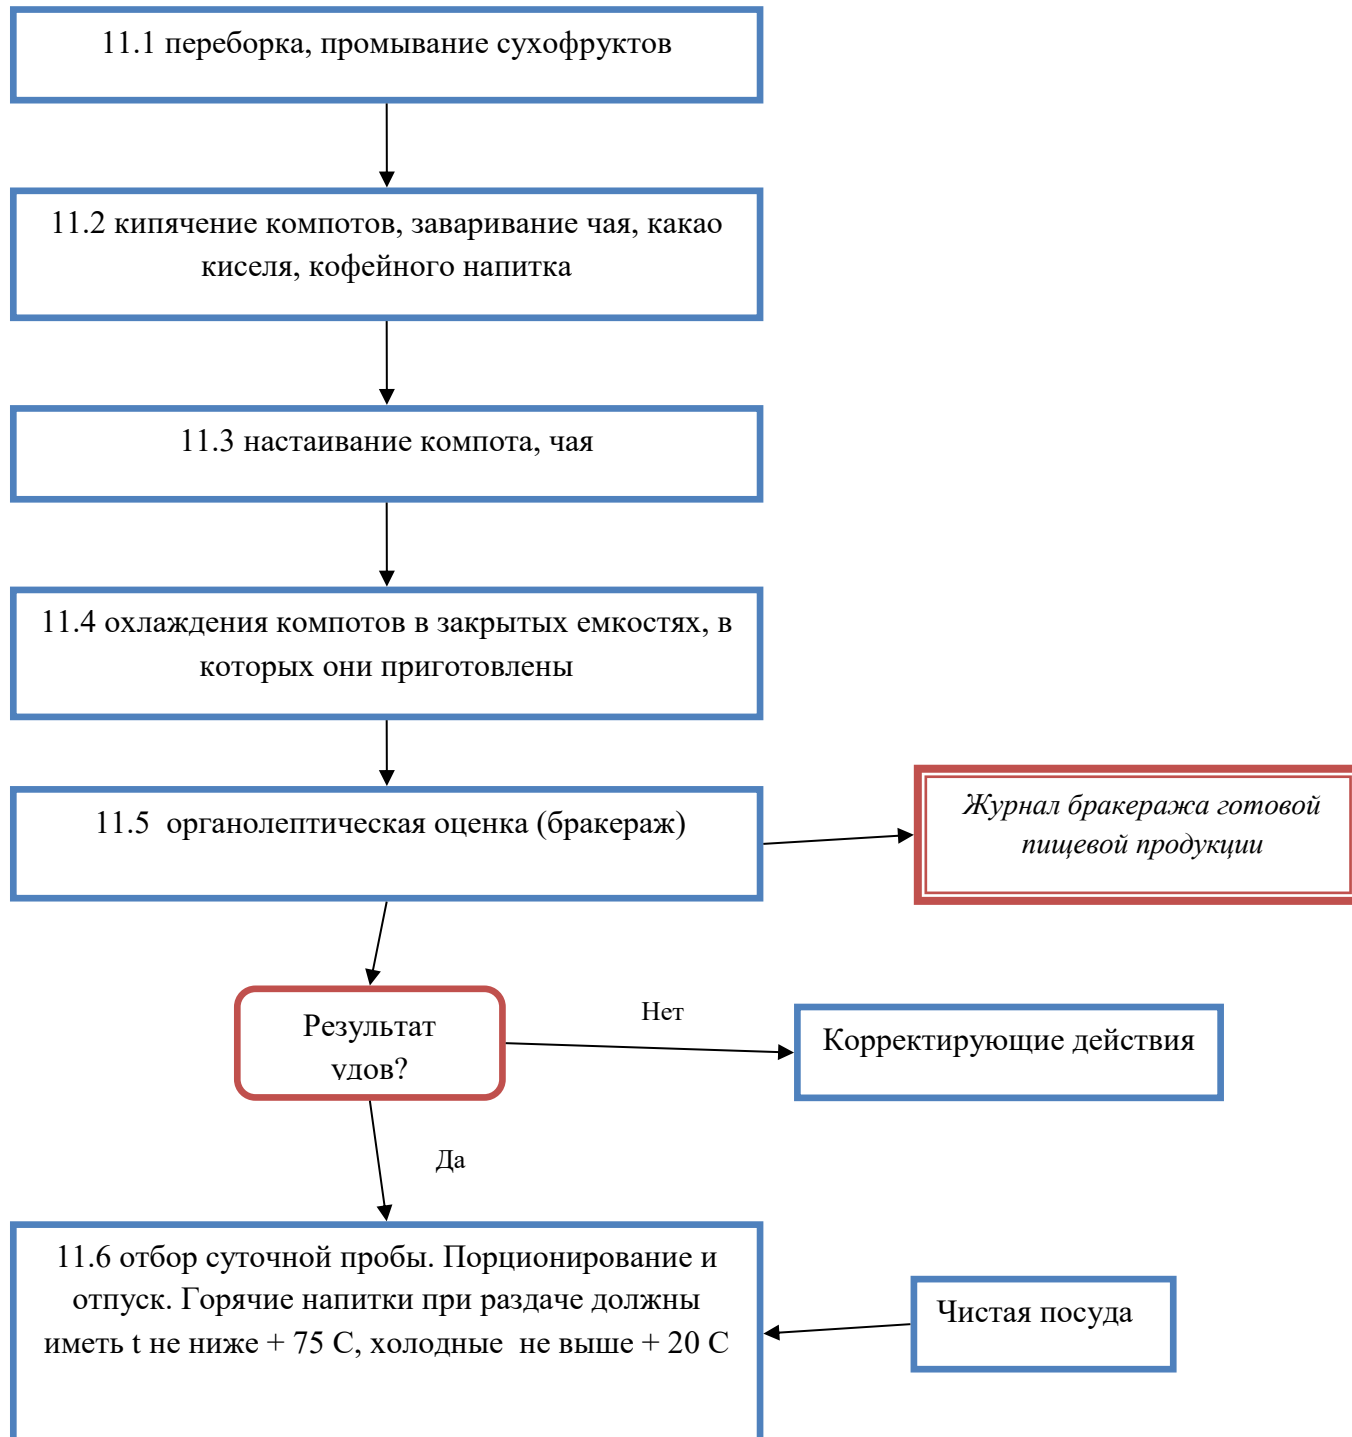 11.1 переборка, промывание сухофруктов
11.2 кипячение компотов, заваривание чая, какао
киселя, кофейного напитка
11.3 настаивание компота, чая
11.4 охлаждения компотов в закрытых емкостях, в
которых они приготовлены
11.5 органолептическая оценка (бракераж)
Журнал бракеража готовой
пищевой продукции
Результат
удов?
Нет
Корректирующие действия
Да
11.6 отбор суточной пробы. Порционирование и
отпуск. Горячие напитки при раздаче должны
иметь t не ниже + 75 С, холодные не выше + 20 С
Чистая посуда